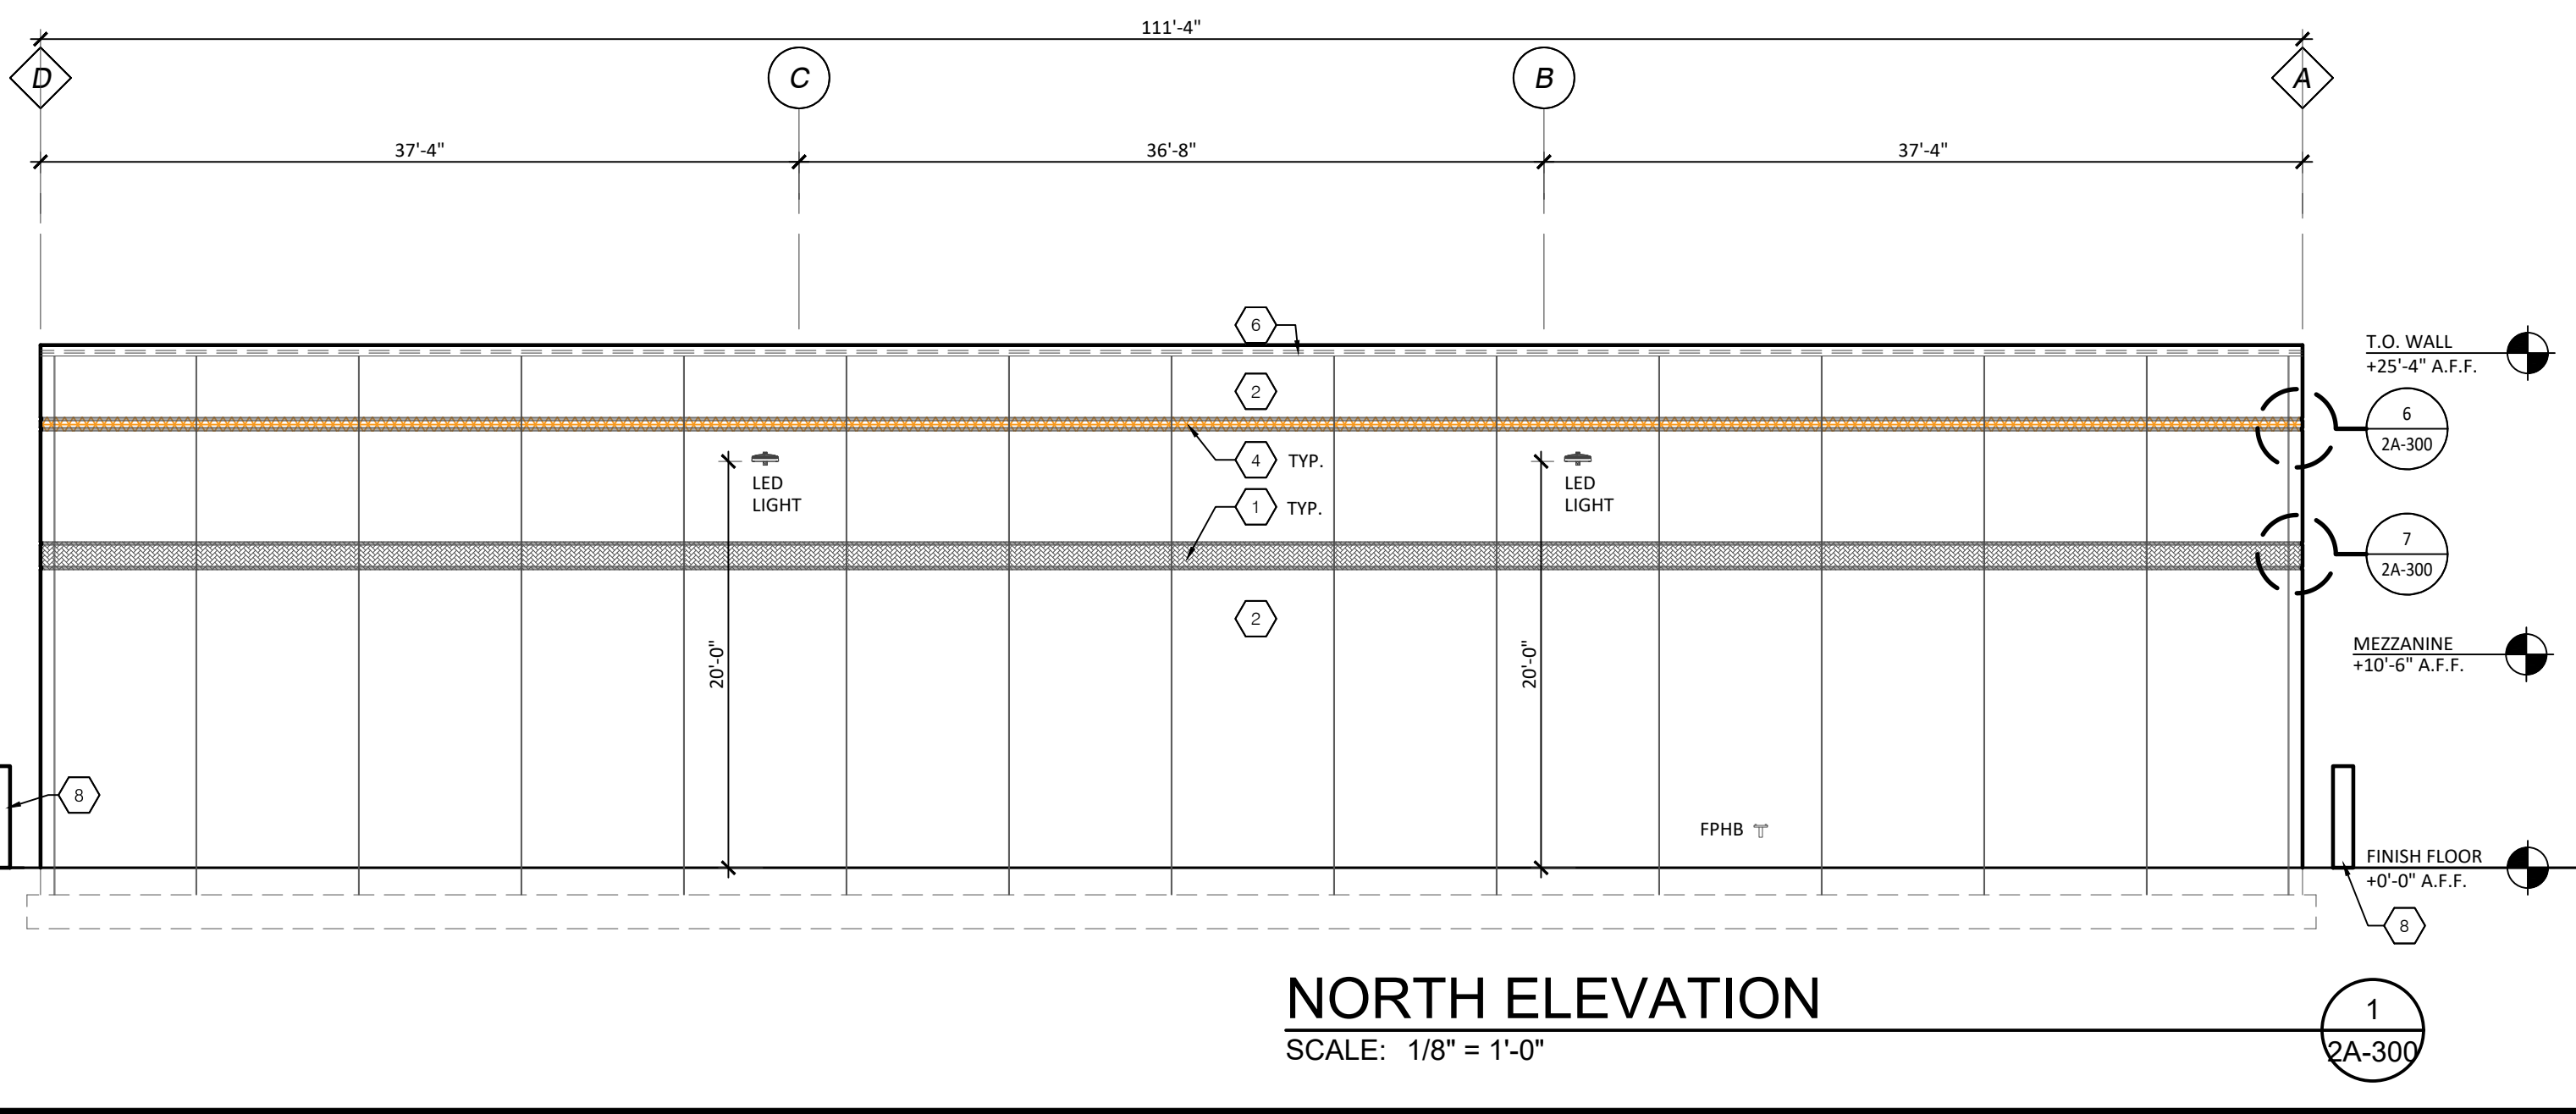 111'-4"
D
C
B
A
37'-4"
36'-8"
37'-4"
6
T.O. WALL
+25'-4" A.F.F.
2
6
2A-300
4 TYP.
LED
LIGHT
LED
LIGHT
1 TYP.
7
2A-300
2
20'-0"
20'-0"
MEZZANINE
+10'-6" A.F.F.
8
FPHB
FINISH FLOOR
+0'-0" A.F.F.
8
NORTH ELEVATION
SCALE: 1/8" = 1'-0"
1
2A-300